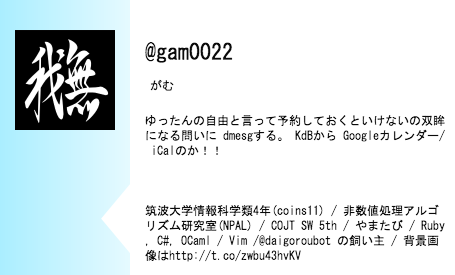 我無
@gam0022
がむ
ゆったんの自由と言って予約しておくといけないの双眸
になる問いに dmesgする。 KdBから Googleカレンダー/
iCalのか！！
筑波大学情報科学類4年(coins11) / 非数値処理アルゴ
リズム研究室(NPAL) / COJT SW 5th / やまたび / Ruby
, C#, OCaml / Vim /@daigoroubot の飼い主 / 背景画
像はhttp://t.co/zwbu43hvKV